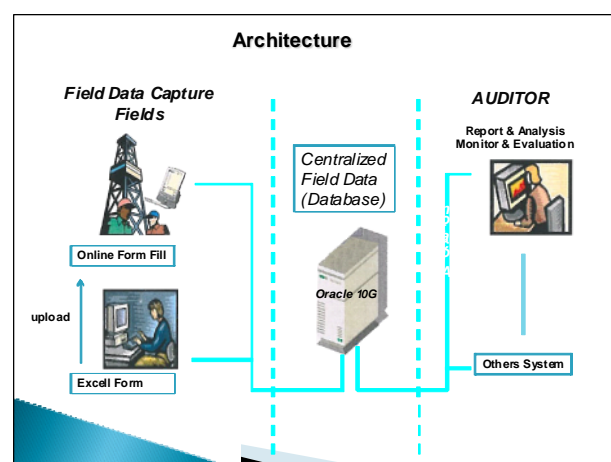 Architecture
Field Data Capture
Fields
AUDITOR
Report & Analysis
Monitor & Evaluation
Centralized
Field Data
(Database)
Oracle 10G
Online Form Fill
upload
Excell Form
Others System